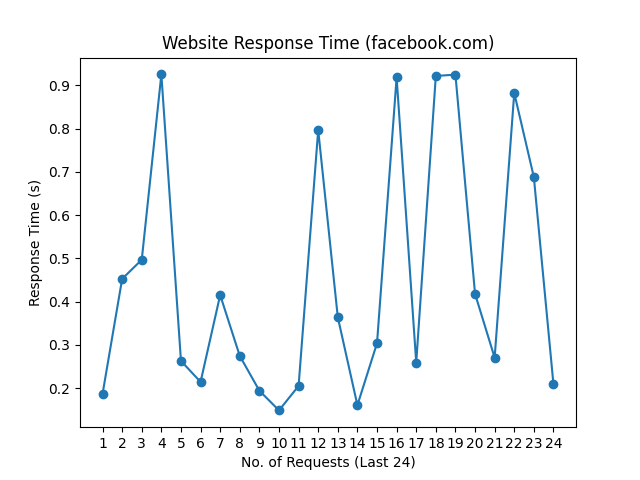 Website Response Time (facebook.com)
Response Time (s)
0.9
0.8
0.7
0.6
0.5
0.4
0.3
0.2
1 2 3 4 5 6 7 8 9 10 11 12 13 14 15 16 17 18 19 20 21 22 23 24
No. of Requests (Last 24)